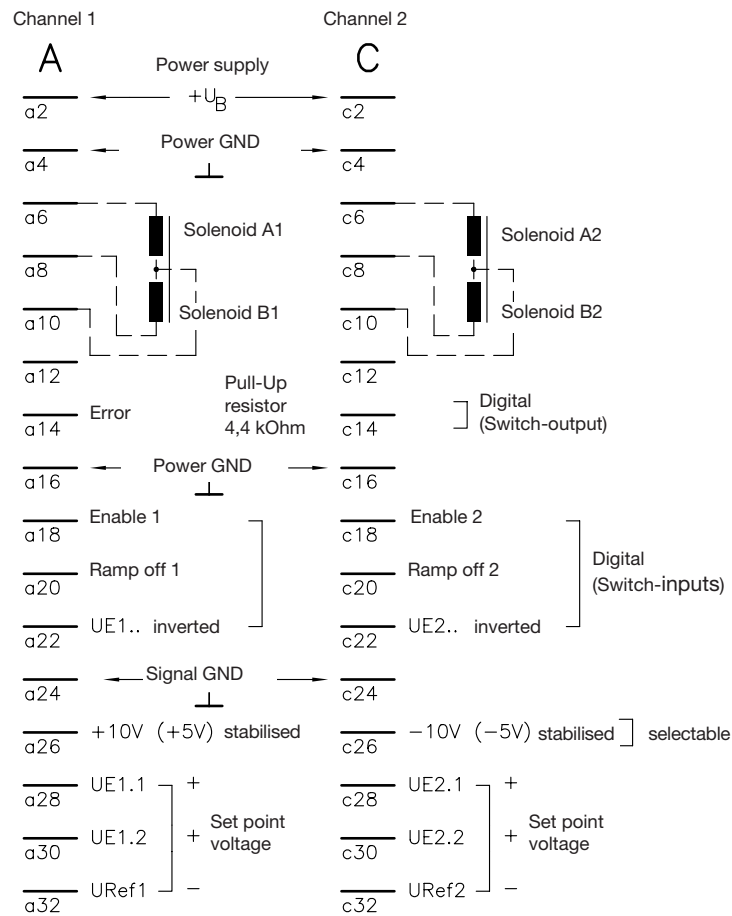 Channel 1 Channel 2
A C
Power supply
+UB
a2 c2
Power GND
a4 c4
a6 c6
Solenoid A1 Solenoid A2
a8 c8
Solenoid B1 Solenoid B2
a10 c10
a12 c12
Pull-Up
resistor
4,4 kOhm
Error
Digital
(Switch-output)
a14 c14
Power GND
a16 c16
Enable 1 Enable 2
a18 c18
Digital
(Switch-inputs)
Ramp off 1 Ramp off 2
a20 c20
UE1.. inverted UE2.. inverted
a22 c22
Signal GND
a24 c24
+10V (+5V) stabilised -10V (-5V) stabilised selectable
a26 c26
UE1.1 + UE2.1 +
a28 c28
Set point
voltage
Set point
voltage
UE1.2 + UE2.2 +
a30 c30
URef1 − URef2 −
a32 c32